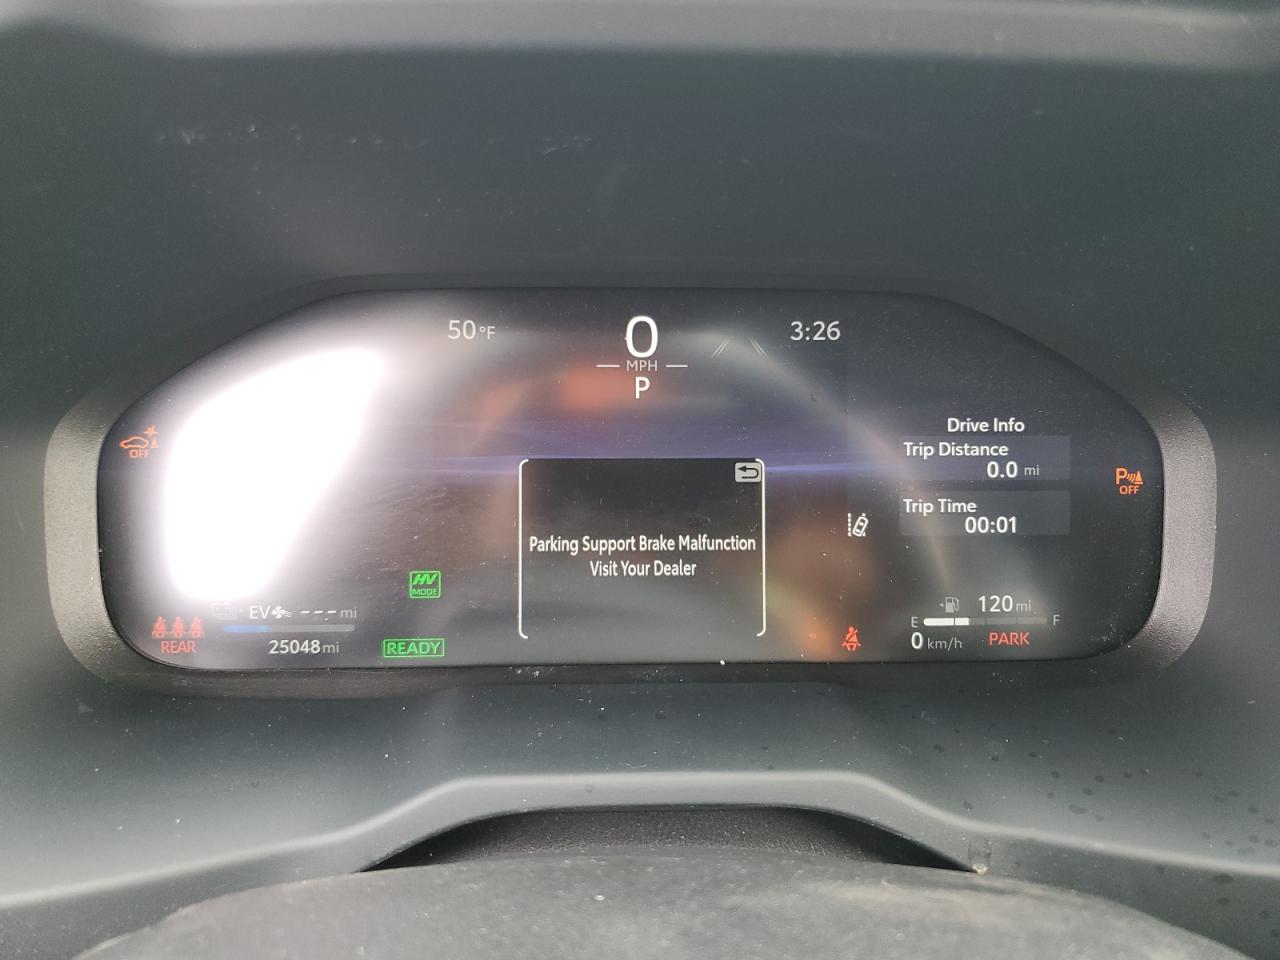 50°F
0
3:26
MPH
P
Drive Info
Trip Distance
0.0 mi
OFF
P
OFF
Trip Time
00:01
Parking Support Brake Malfunction
Visit Your Dealer
HV
MODE
EV ---mi
120 mi
E F
REAR
25048 mi
READY
0 km/h
PARK